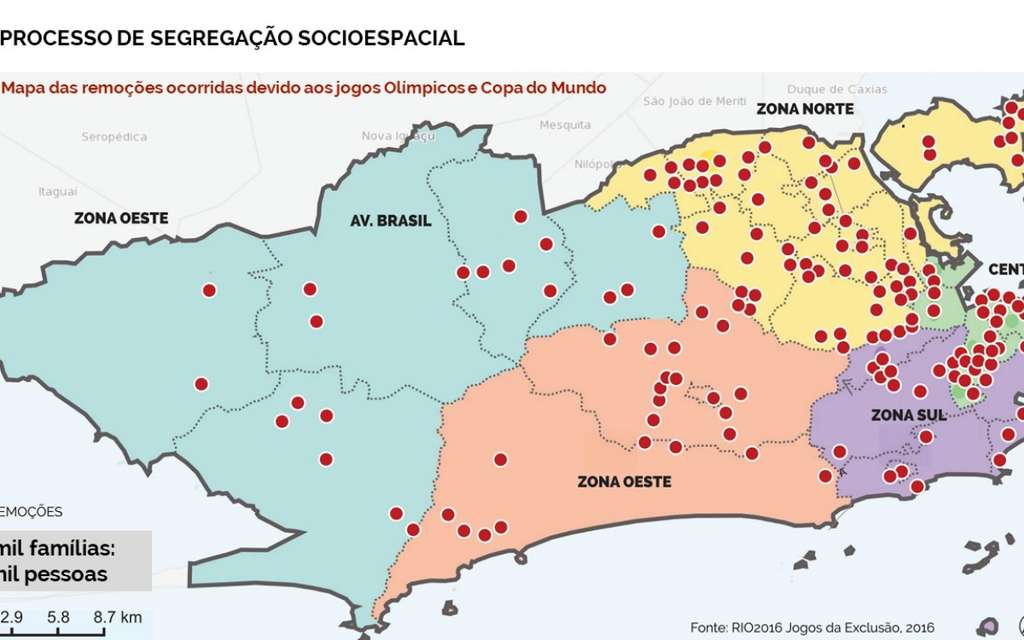 PROCESSO DE SEGREGAÇÃO SOCIOESPACIAL
Mapa das remoções ocorridas devido aos jogos Olímpicos e Copa do Mundo
Duque de Caxias
São João de Meriti
ZONA NORTE
Mesquita
Nova Iguaçu
Seropédica
Nilópol
Itaguaí
ZONA OESTE
AV. BRASIL
CENT
ZONA SUL
ZONA OESTE
EMOÇÕES
mil famílias:
mil pessoas
2.9 5.8 8.7 km
Fonte: RIO2016 Jogos da Exclusão, 2016